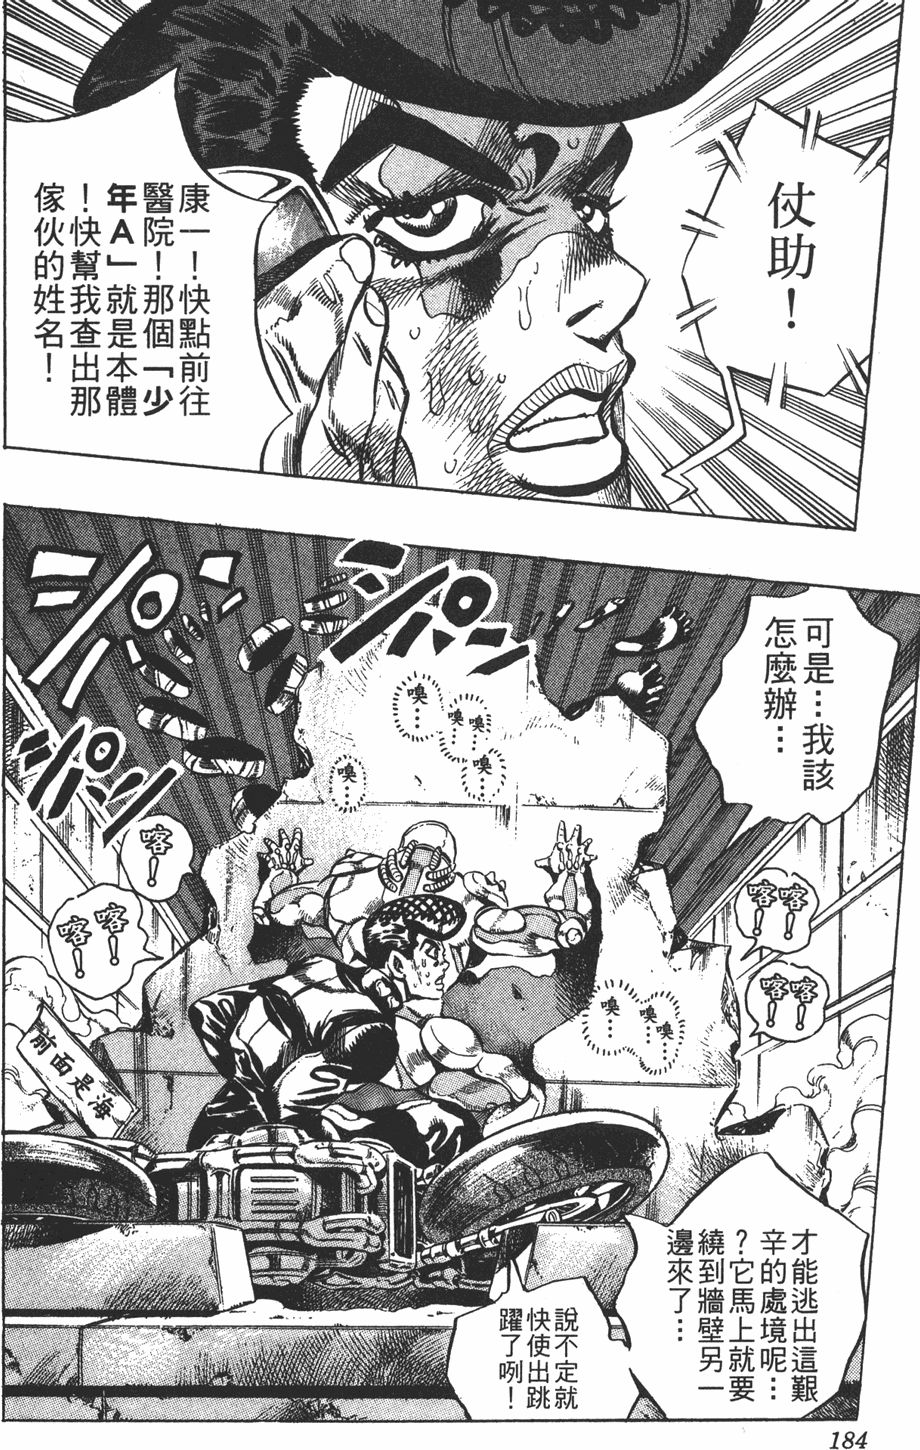 仗助！
康一！快點前往
醫院！那個「少
年A」就是本體
！快幫我查出那
傢伙的姓名！
可是…我該
怎麼辦…
シパン
シパン
シパン
嗅…
嗅…
嗅…
嗅…
嗅…
喀！
喀！
喀！
喀！
喀！
喀！
喀！
喀！
喀！
嗅…
嗅…
嗅…
前面是海
才能逃出這艱
辛的處境呢…
？它馬上就要
繞到牆壁另一
邊來了…
說不定就
快使出跳
躍了咧！
184